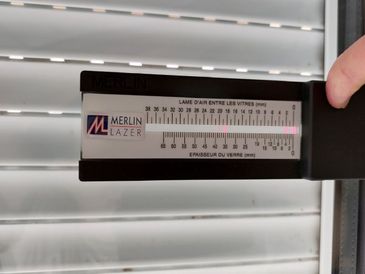 MERLIN
LAME D'AIR ENTRE LES VITRES (mm)
38 36 34 32 30 28 26 24 22 20 18 16 14 12 10 8 6 4 2 0
MERLIN
LAZER
EPAISSEUR DU VERRE (mm)